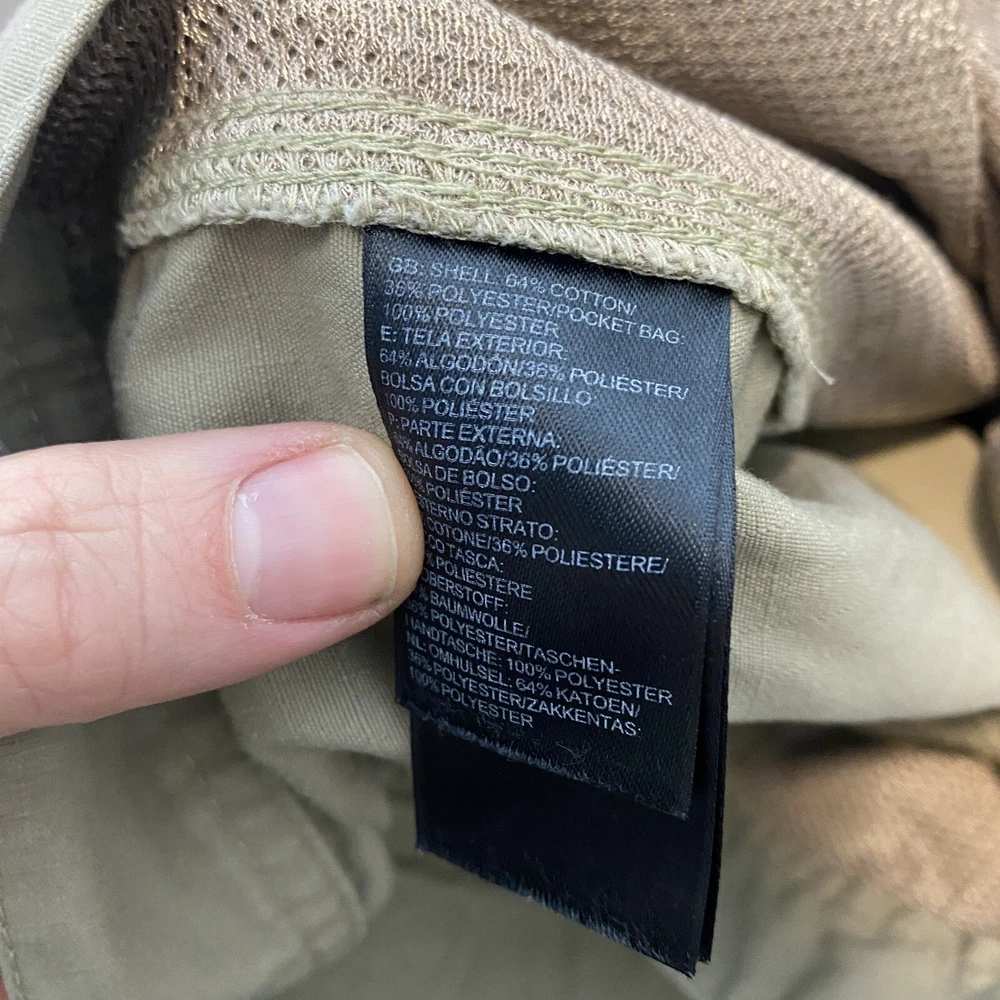 GB: SHELL: 64% COTTON/
36% POLYESTER/POCKET BAG:
100% POLYESTER
E: TELA EXTERIOR:
64% ALGODÓN/36% POLIÉSTER/
BOLSA CON BOLSILLO
100% POLIÉSTER
P: PARTE EXTERNA:
ALGODÃO/36% POLIÉSTER/
BOLSA DE BOLSO:
POLIÉSTER
STRATO:
COTONE/36% POLIESTERE/
TASCA:
POLIESTERE
OBERSTOFF:
% BAUMWOLLE/
36% POLYESTER/TASCHEN-
HANDTASCHE: 100% POLYESTER
NL: OMHULSEL: 64% KATOEN/
36% POLYESTER/ZAKKENTAS:
100% POLYESTER